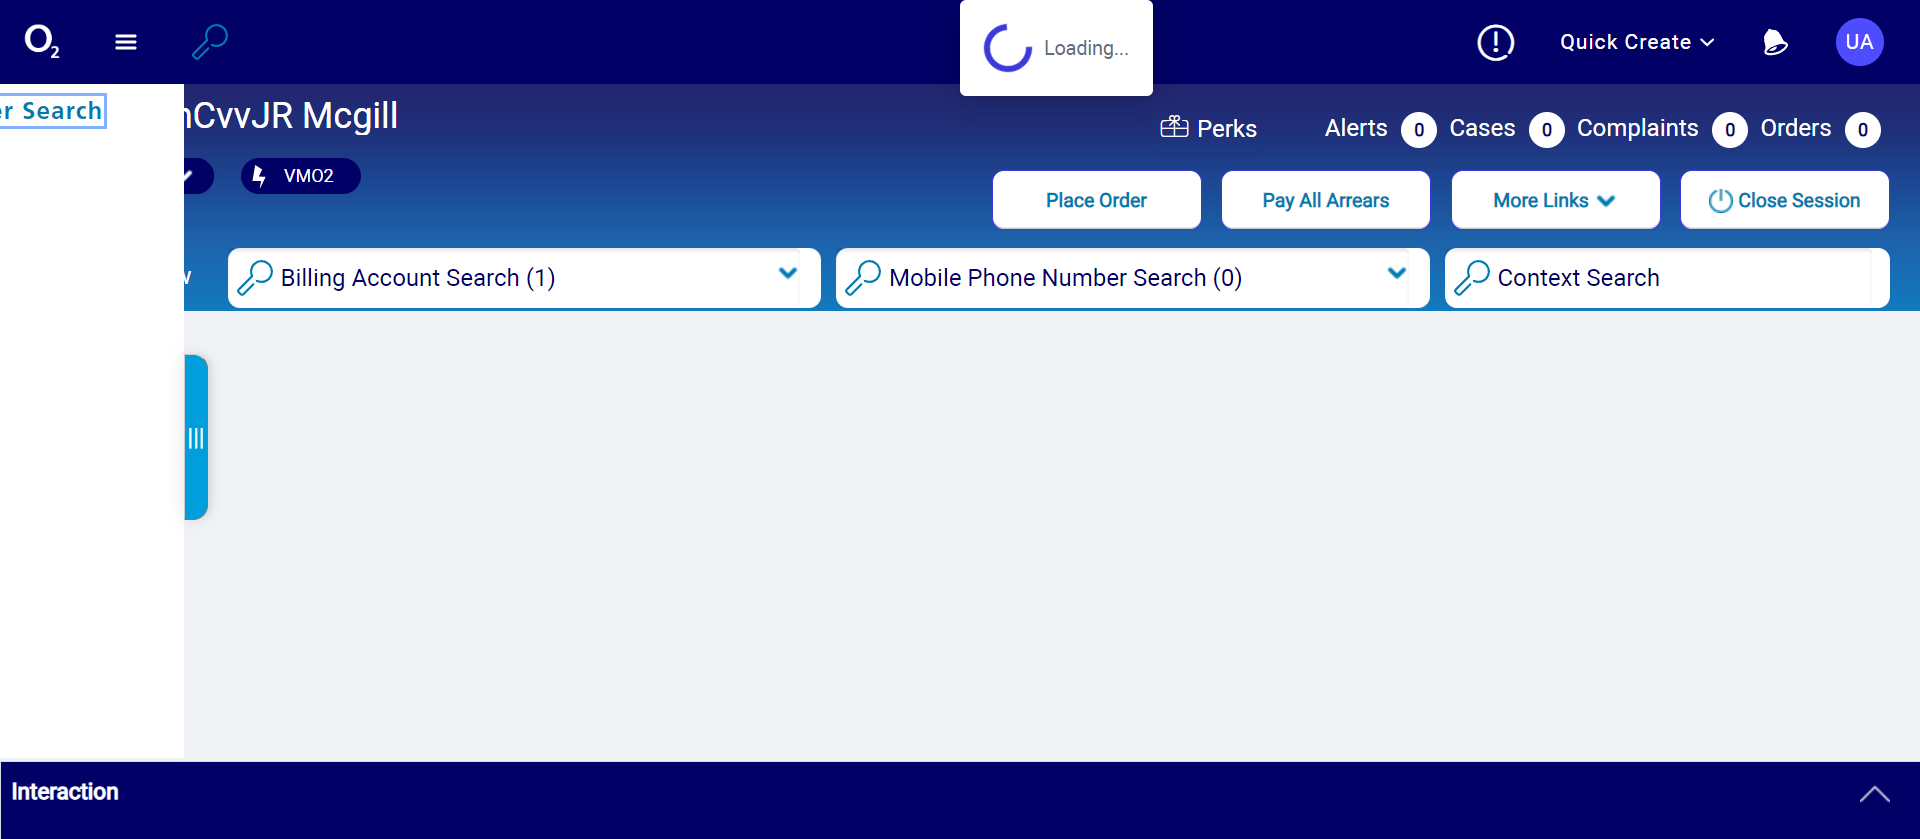 O2
Loading...
Quick Create
UA
er Search
nCvvJR Mcgill
Perks
Alerts 0 Cases 0 Complaints 0 Orders 0
VMO2
Place Order
Pay All Arrears
More Links
Close Session
Billing Account Search (1)
Mobile Phone Number Search (0)
Context Search
Interaction